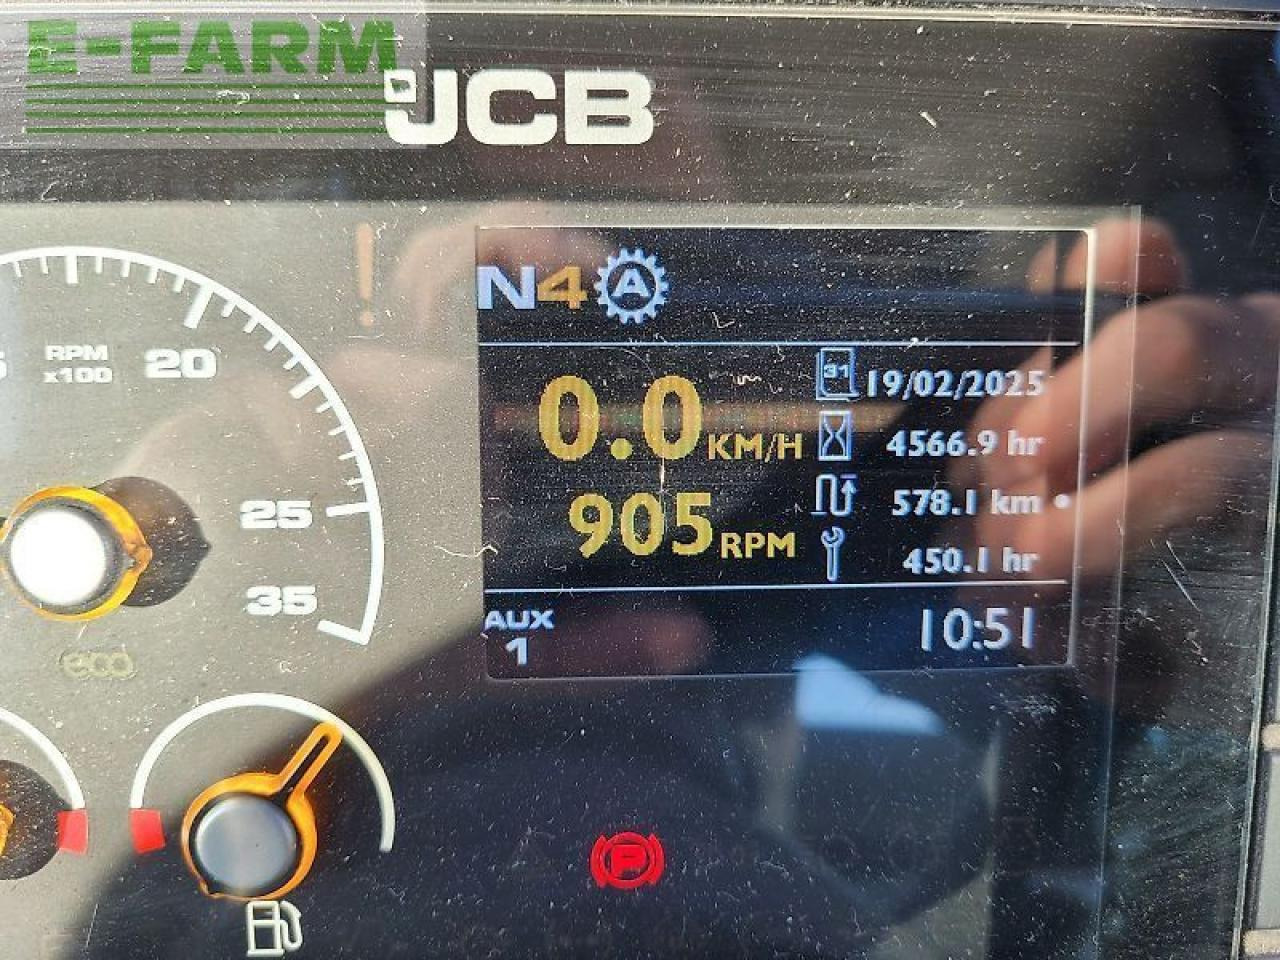 E-FARM
JCB
N4 A
RPM
x100
20
25
35
eco
0.0 KM/H
905 RPM
31 19/02/2025
4566.9 hr
578.1 km
450.1 hr
AUX
1
10:51
P